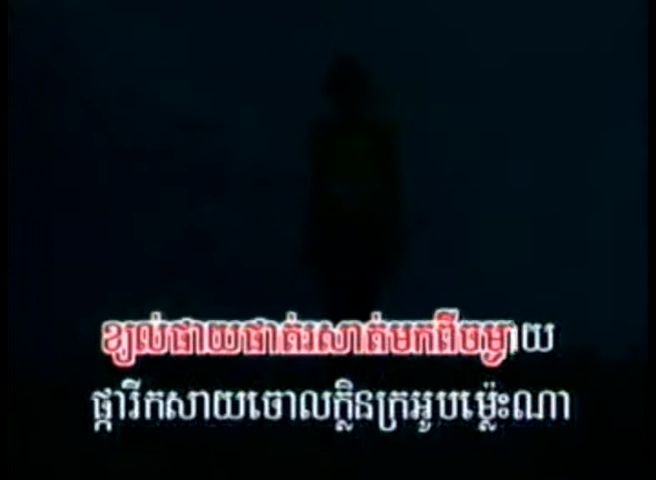 ខ្យល់ផាយផាត់រសាត់មកពីចម្ងាយ
ផ្ការីកសាយចោលក្លិនក្រអូបម្ល៉េះណា